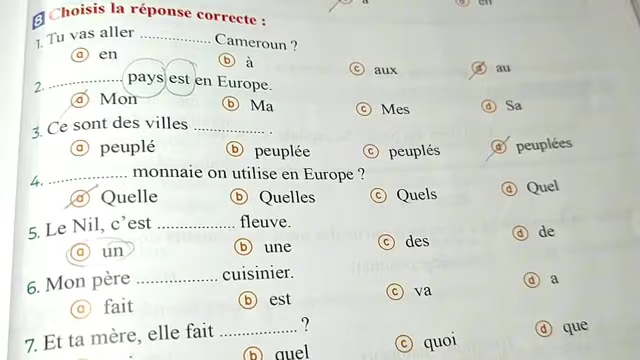 8 Choisis la réponse correcte :
1. Tu vas aller .................. Cameroun ?
a en b à c aux d au
2. .................. pays est en Europe.
a Mon b Ma c Mes d Sa
3. Ce sont des villes .................. .
a peuplé b peuplée c peuplés d peuplées
4. .................. monnaie on utilise en Europe ?
a Quelle b Quelles c Quels d Quel
5. Le Nil, c'est .................. fleuve.
a un b une c des d de
6. Mon père .................. cuisinier.
a fait b est c va d a
7. Et ta mère, elle fait .................. ?
b quel c quoi d que